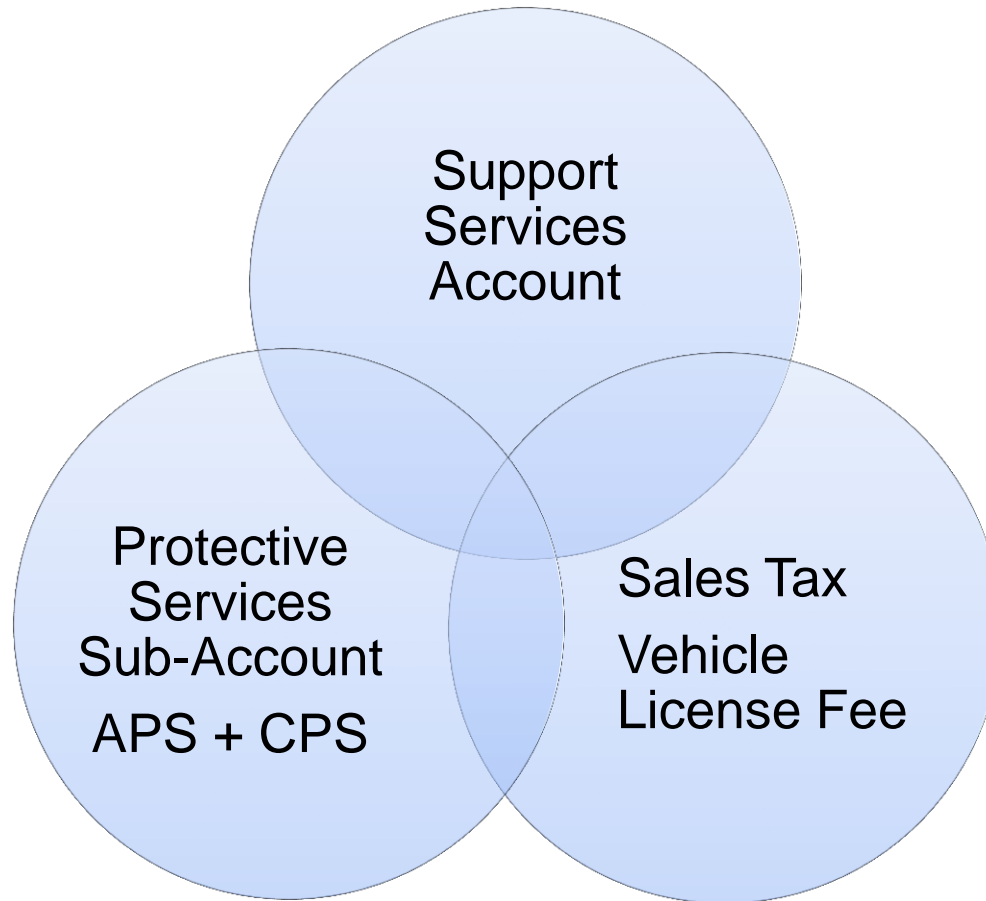 Support
Services
Account
Protective
Services
Sub-Account
APS + CPS
Sales Tax
Vehicle
License Fee